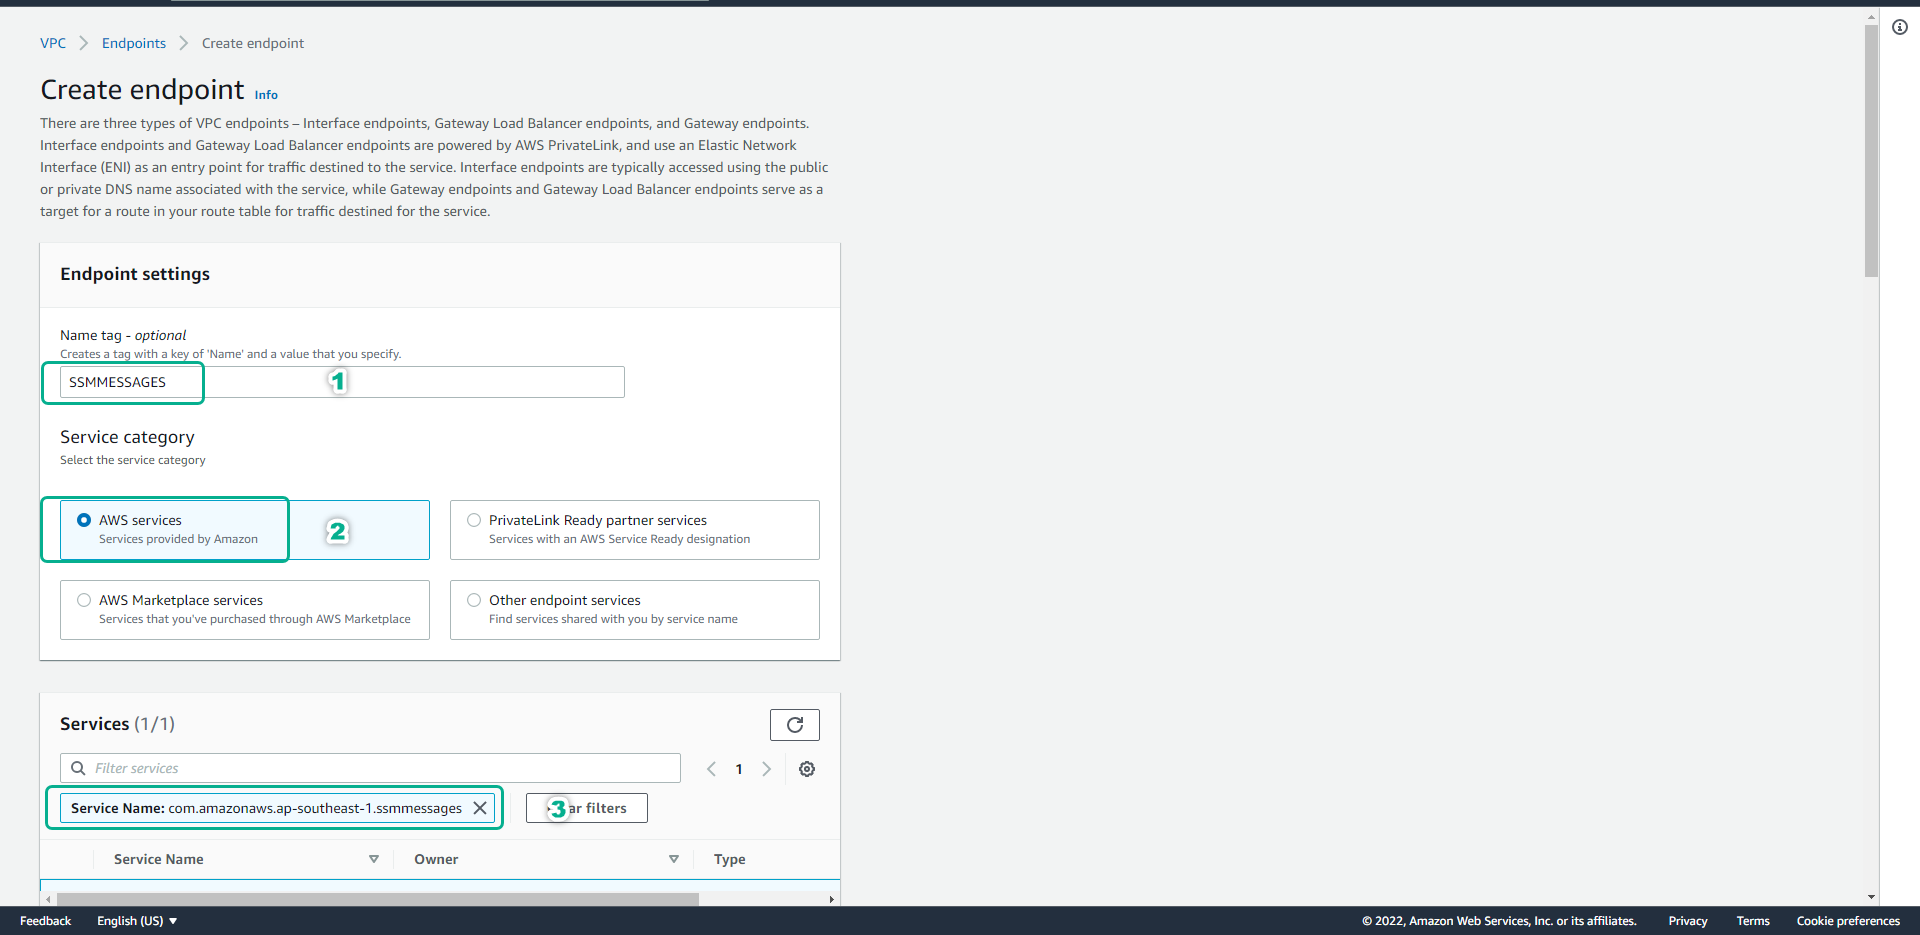 VPC > Endpoints > Create endpoint
Create endpoint Info
There are three types of VPC endpoints – Interface endpoints, Gateway Load Balancer endpoints, and Gateway endpoints.
Interface endpoints and Gateway Load Balancer endpoints are powered by AWS PrivateLink, and use an Elastic Network
Interface (ENI) as an entry point for traffic destined to the service. Interface endpoints are typically accessed using the public
or private DNS name associated with the service, while Gateway endpoints and Gateway Load Balancer endpoints serve as a
target for a route in your route table for traffic destined for the service.
Endpoint settings
Name tag - optional
Creates a tag with a key of 'Name' and a value that you specify.
SSMMESSAGES 1
Service category
Select the service category
AWS services
Services provided by Amazon
2
PrivateLink Ready partner services
Services with an AWS Service Ready designation
AWS Marketplace services
Services that you've purchased through AWS Marketplace
Other endpoint services
Find services shared with you by service name
Services (1/1)
Filter services
1
Service Name: com.amazonaws.ap-southeast-1.ssmmessages
3
filters
Service Name Owner Type
Feedback English (US) © 2022, Amazon Web Services, Inc. or its affiliates. Privacy Terms Cookie preferences